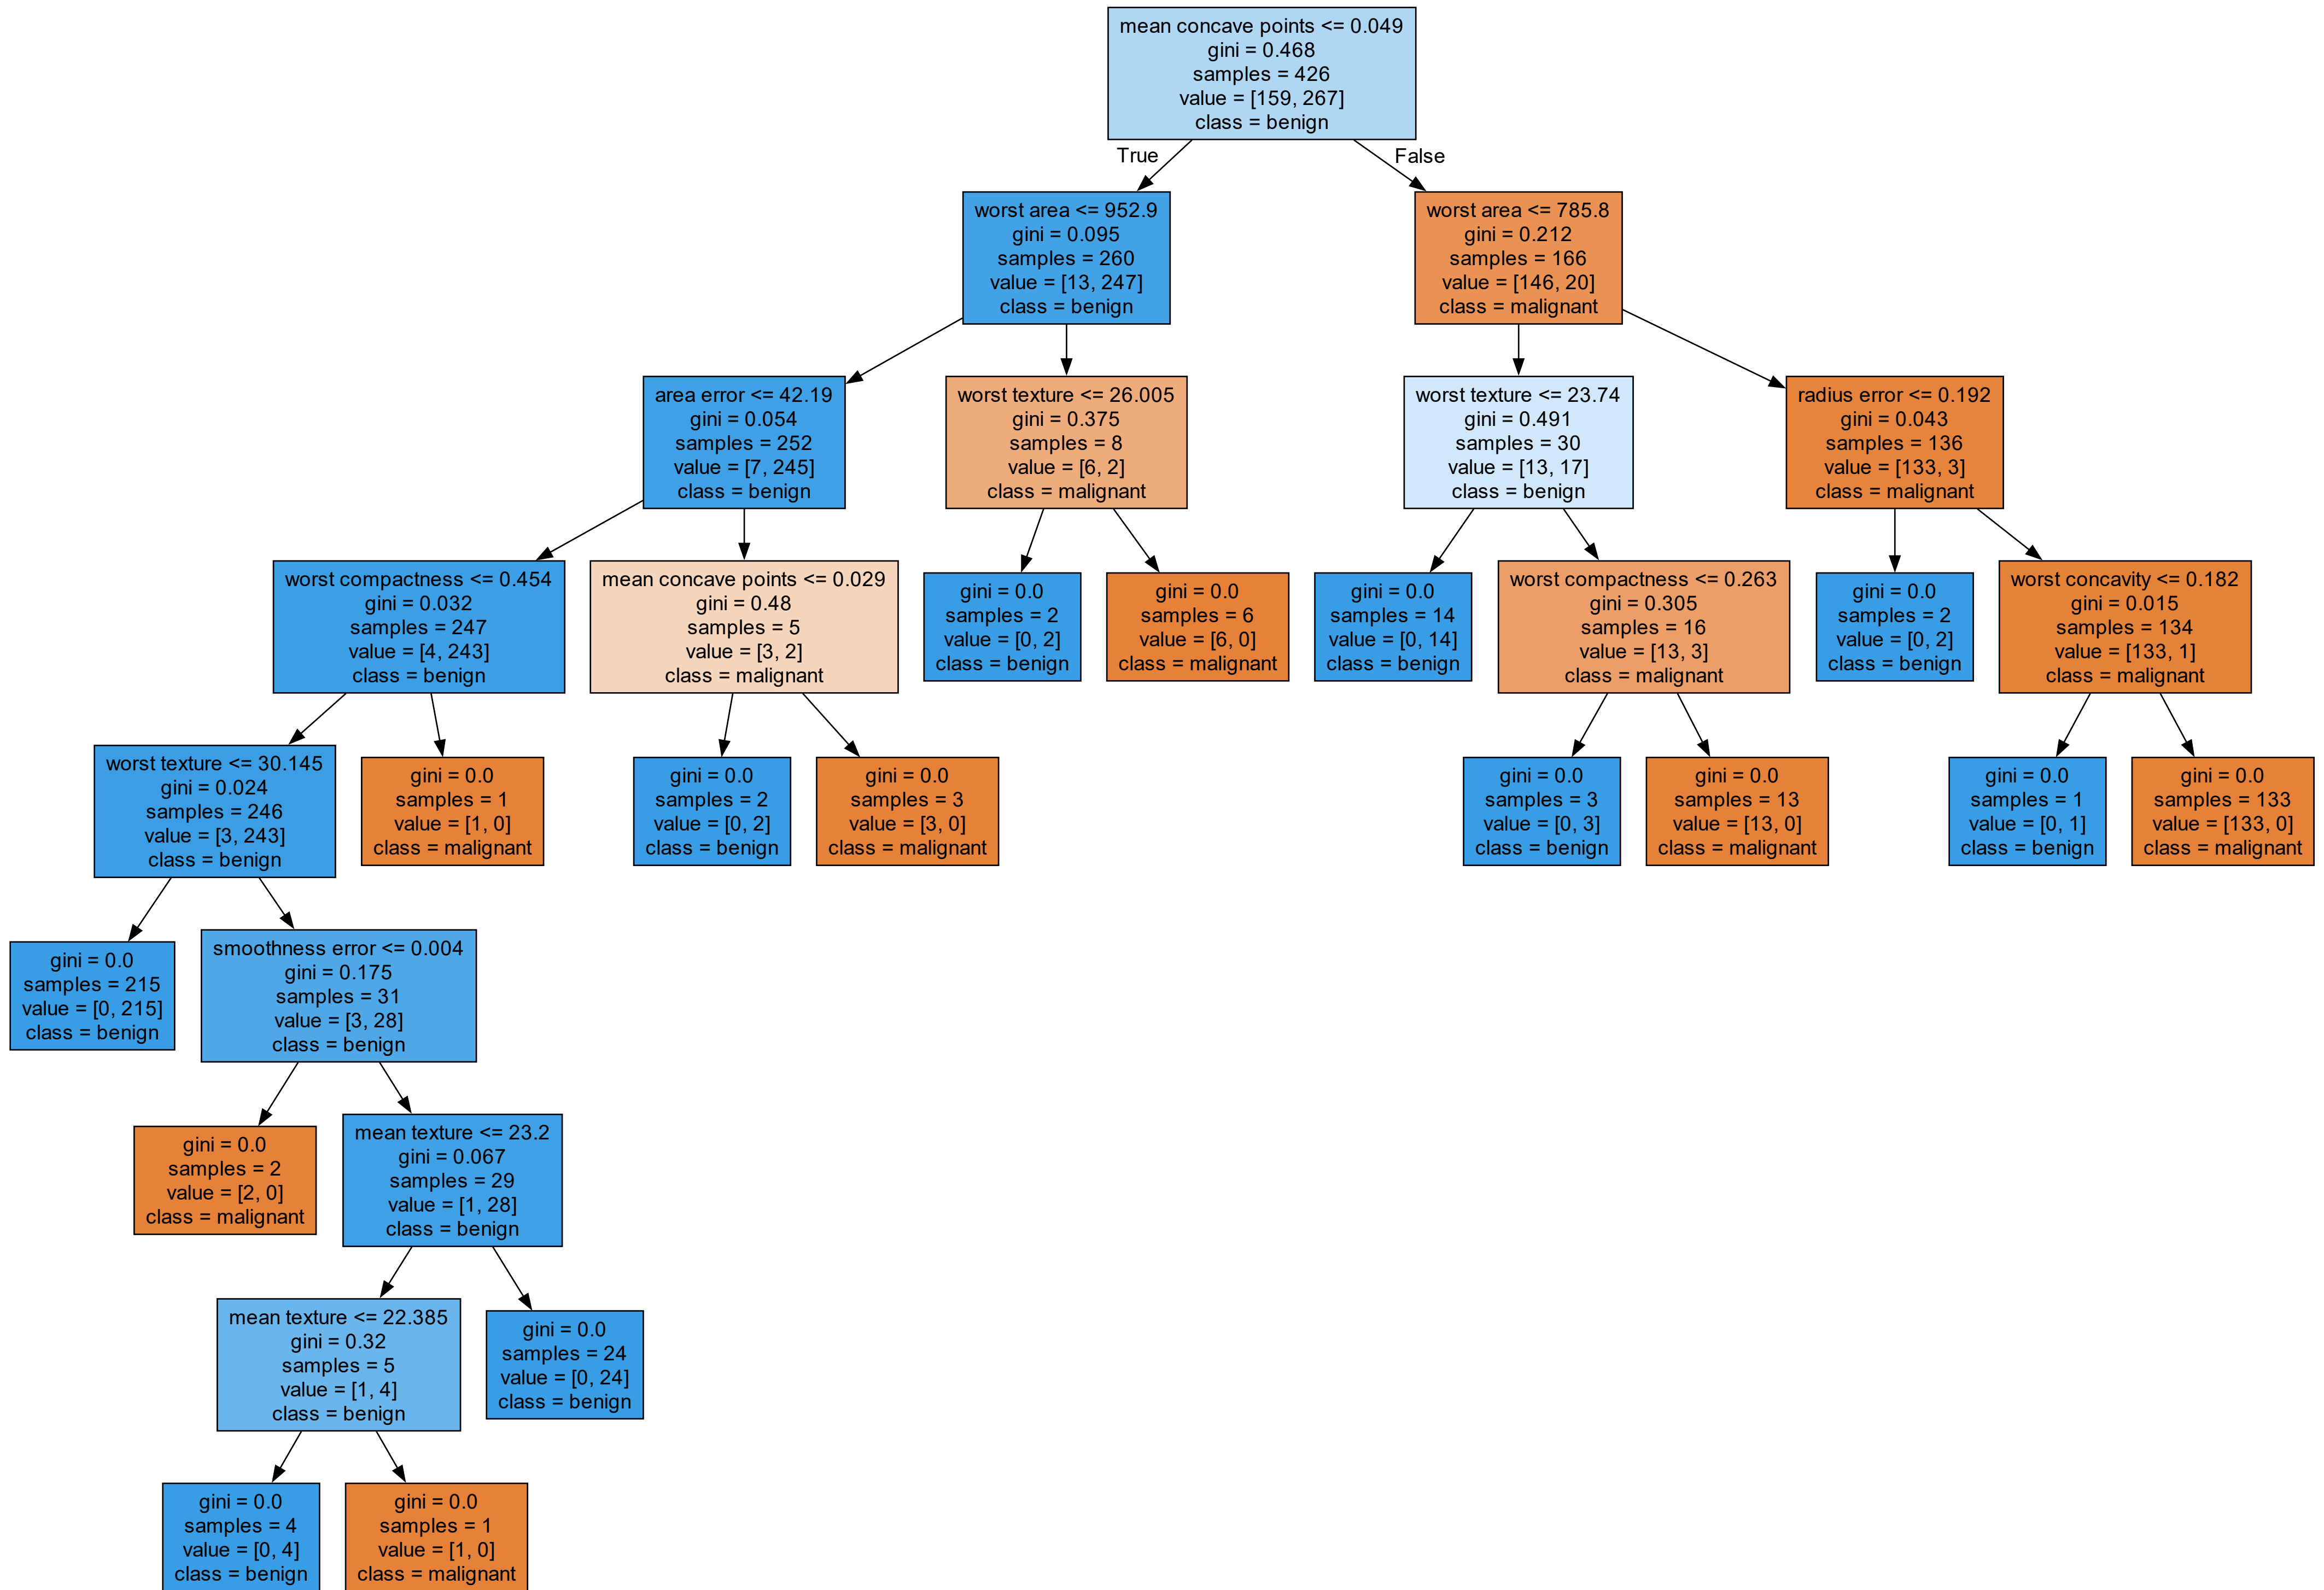 mean concave points <= 0.049
gini = 0.468
samples = 426
value = [159, 267]
class = benign
True
False
worst area <= 952.9
gini = 0.095
samples = 260
value = [13, 247]
class = benign
worst area <= 785.8
gini = 0.212
samples = 166
value = [146, 20]
class = malignant
area error <= 42.19
gini = 0.054
samples = 252
value = [7, 245]
class = benign
worst texture <= 26.005
gini = 0.375
samples = 8
value = [6, 2]
class = malignant
worst texture <= 23.74
gini = 0.491
samples = 30
value = [13, 17]
class = benign
radius error <= 0.192
gini = 0.043
samples = 136
value = [133, 3]
class = malignant
worst compactness <= 0.454
gini = 0.032
samples = 247
value = [4, 243]
class = benign
mean concave points <= 0.029
gini = 0.48
samples = 5
value = [3, 2]
class = malignant
gini = 0.0
samples = 2
value = [0, 2]
class = benign
gini = 0.0
samples = 6
value = [6, 0]
class = malignant
gini = 0.0
samples = 14
value = [0, 14]
class = benign
worst compactness <= 0.263
gini = 0.305
samples = 16
value = [13, 3]
class = malignant
gini = 0.0
samples = 2
value = [0, 2]
class = benign
worst concavity <= 0.182
gini = 0.015
samples = 134
value = [133, 1]
class = malignant
worst texture <= 30.145
gini = 0.024
samples = 246
value = [3, 243]
class = benign
gini = 0.0
samples = 1
value = [1, 0]
class = malignant
gini = 0.0
samples = 2
value = [0, 2]
class = benign
gini = 0.0
samples = 3
value = [3, 0]
class = malignant
gini = 0.0
samples = 3
value = [0, 3]
class = benign
gini = 0.0
samples = 13
value = [13, 0]
class = malignant
gini = 0.0
samples = 1
value = [0, 1]
class = benign
gini = 0.0
samples = 133
value = [133, 0]
class = malignant
gini = 0.0
samples = 215
value = [0, 215]
class = benign
smoothness error <= 0.004
gini = 0.175
samples = 31
value = [3, 28]
class = benign
gini = 0.0
samples = 2
value = [2, 0]
class = malignant
mean texture <= 23.2
gini = 0.067
samples = 29
value = [1, 28]
class = benign
mean texture <= 22.385
gini = 0.32
samples = 5
value = [1, 4]
class = benign
gini = 0.0
samples = 24
value = [0, 24]
class = benign
gini = 0.0
samples = 4
value = [0, 4]
class = benign
gini = 0.0
samples = 1
value = [1, 0]
class = malignant